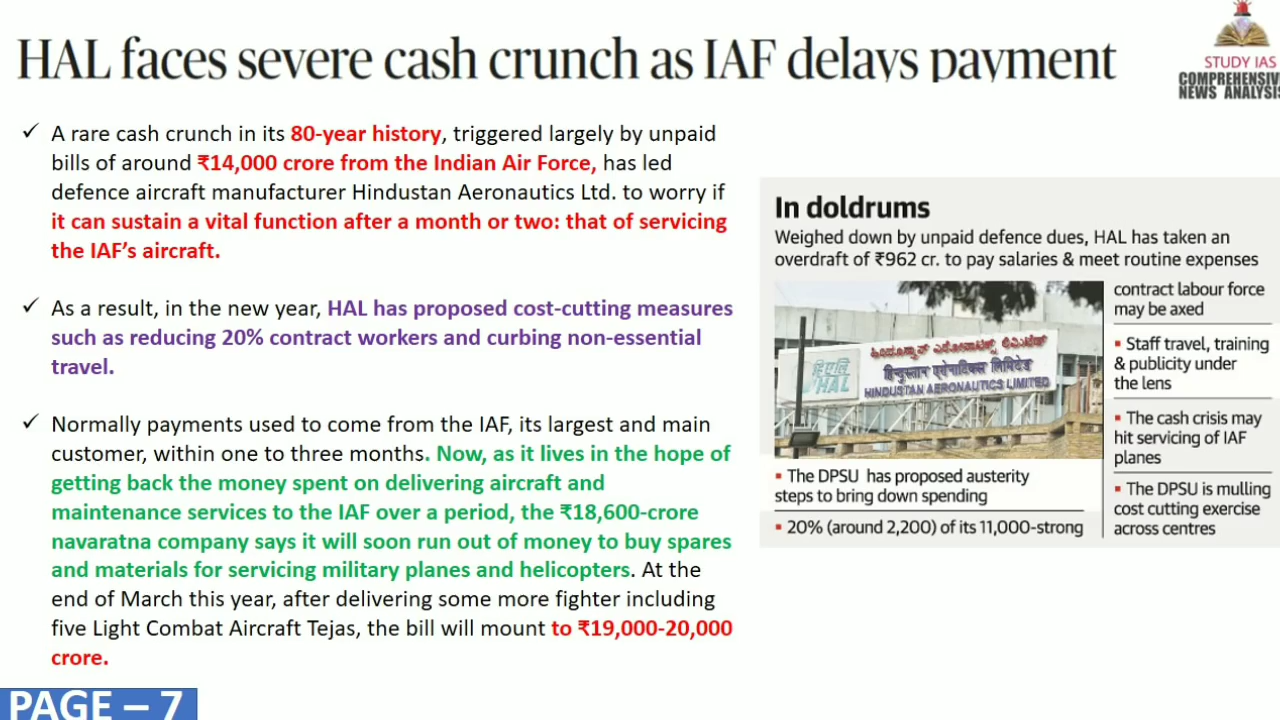 HAL faces severe cash crunch as IAF delays payment
STUDY IAS
COMPREHENSIVE
NEWS ANALYSIS
✓ A rare cash crunch in its 80-year history, triggered largely by unpaid
bills of around ₹14,000 crore from the Indian Air Force, has led
defence aircraft manufacturer Hindustan Aeronautics Ltd. to worry if
it can sustain a vital function after a month or two: that of servicing
the IAF's aircraft.
✓ As a result, in the new year, HAL has proposed cost-cutting measures
such as reducing 20% contract workers and curbing non-essential
travel.
✓ Normally payments used to come from the IAF, its largest and main
customer, within one to three months. Now, as it lives in the hope of
getting back the money spent on delivering aircraft and
maintenance services to the IAF over a period, the ₹18,600-crore
navaratna company says it will soon run out of money to buy spares
and materials for servicing military planes and helicopters. At the
end of March this year, after delivering some more fighter including
five Light Combat Aircraft Tejas, the bill will mount to ₹19,000-20,000
crore.
In doldrums
Weighed down by unpaid defence dues, HAL has taken an
overdraft of ₹962 cr. to pay salaries & meet routine expenses
ಹಿಂದೂಸ್ತಾನ್ ಏರೋನಾಟಿಕ್ಸ್ ಲಿಮಿಟೆಡ್
हिन्दुस्तान एरोनाटिक्स लिमिटेड
HINDUSTAN AERONAUTICS LIMITED
एचएएल
HAL
▪ The DPSU has proposed austerity
steps to bring down spending
▪ 20% (around 2,200) of its 11,000-strong
contract labour force
may be axed
▪ Staff travel, training
& publicity under
the lens
▪ The cash crisis may
hit servicing of IAF
planes
▪ The DPSU is mulling
cost cutting exercise
across centres
PAGE – 7